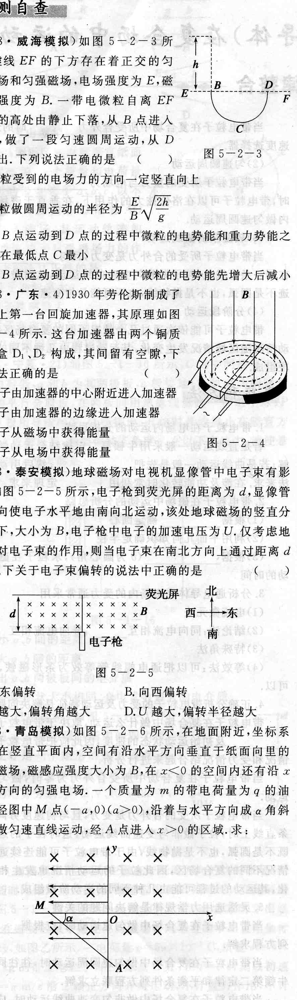 则自查
8·威海模拟)如图 5－2－3 所
线 EF 的下方存在着正交的匀
场和匀强磁场,电场强度为 E,磁
强度为 B. 一带电微粒自离 EF
的高处由静止下落,从 B 点进入
,做了一段匀速圆周运动,从 D
出. 下列说法正确的是 （ ）
h
E
B
D
F
C
图 5－2－3
粒受到的电场力的方向一定竖直向上
粒做圆周运动的半径为 E/B √(2h/g)
B 点运动到 D 点的过程中微粒的电势能和重力势能之
在最低点 C 最小
B 点运动到 D 点的过程中微粒的电势能先增大后减小
8·广东·4)1930 年劳伦斯制成了
上第一台回旋加速器,其原理如图
－4 所示. 这台加速器由两个铜质
盒 D₁、D₂ 构成,其间留有空隙,下
法正确的是 （ ）
子由加速器的中心附近进入加速器
子由加速器的边缘进入加速器
子从磁场中获得能量
子从电场中获得能量
B
~
图 5－2－4
8·泰安模拟)地球磁场对电视机显像管中电子束有影
图 5－2－5 所示,电子枪到荧光屏的距离为 d,显像管
向使电子水平地由南向北运动,该处地球磁场的竖直分
下,大小为 B,电子枪中电子的加速电压为 U. 仅考虑地
对电子束的作用,则当电子束在南北方向上通过距离 d
下关于电子束偏转的说法中正确的是 （ ）
荧光屏
d
B
电子枪
北
西 东
南
图 5－2－5
东偏转 B. 向西偏转
越大,偏转角越大 D. U 越大,偏转半径越大
8·青岛模拟)如图 5－2－6 所示,在地面附近,坐标系
在竖直平面内,空间有沿水平方向垂直于纸面向里的
磁场,磁感应强度大小为 B,在 x<0 的空间内还有沿 x
方向的匀强电场. 一个质量为 m 的带电荷量为 q 的油
经图中 M 点(－a,0)(a>0),沿着与水平方向成 α 角斜
做匀速直线运动,经 A 点进入 x>0 的区域. 求:
y
M
α
O
x
A